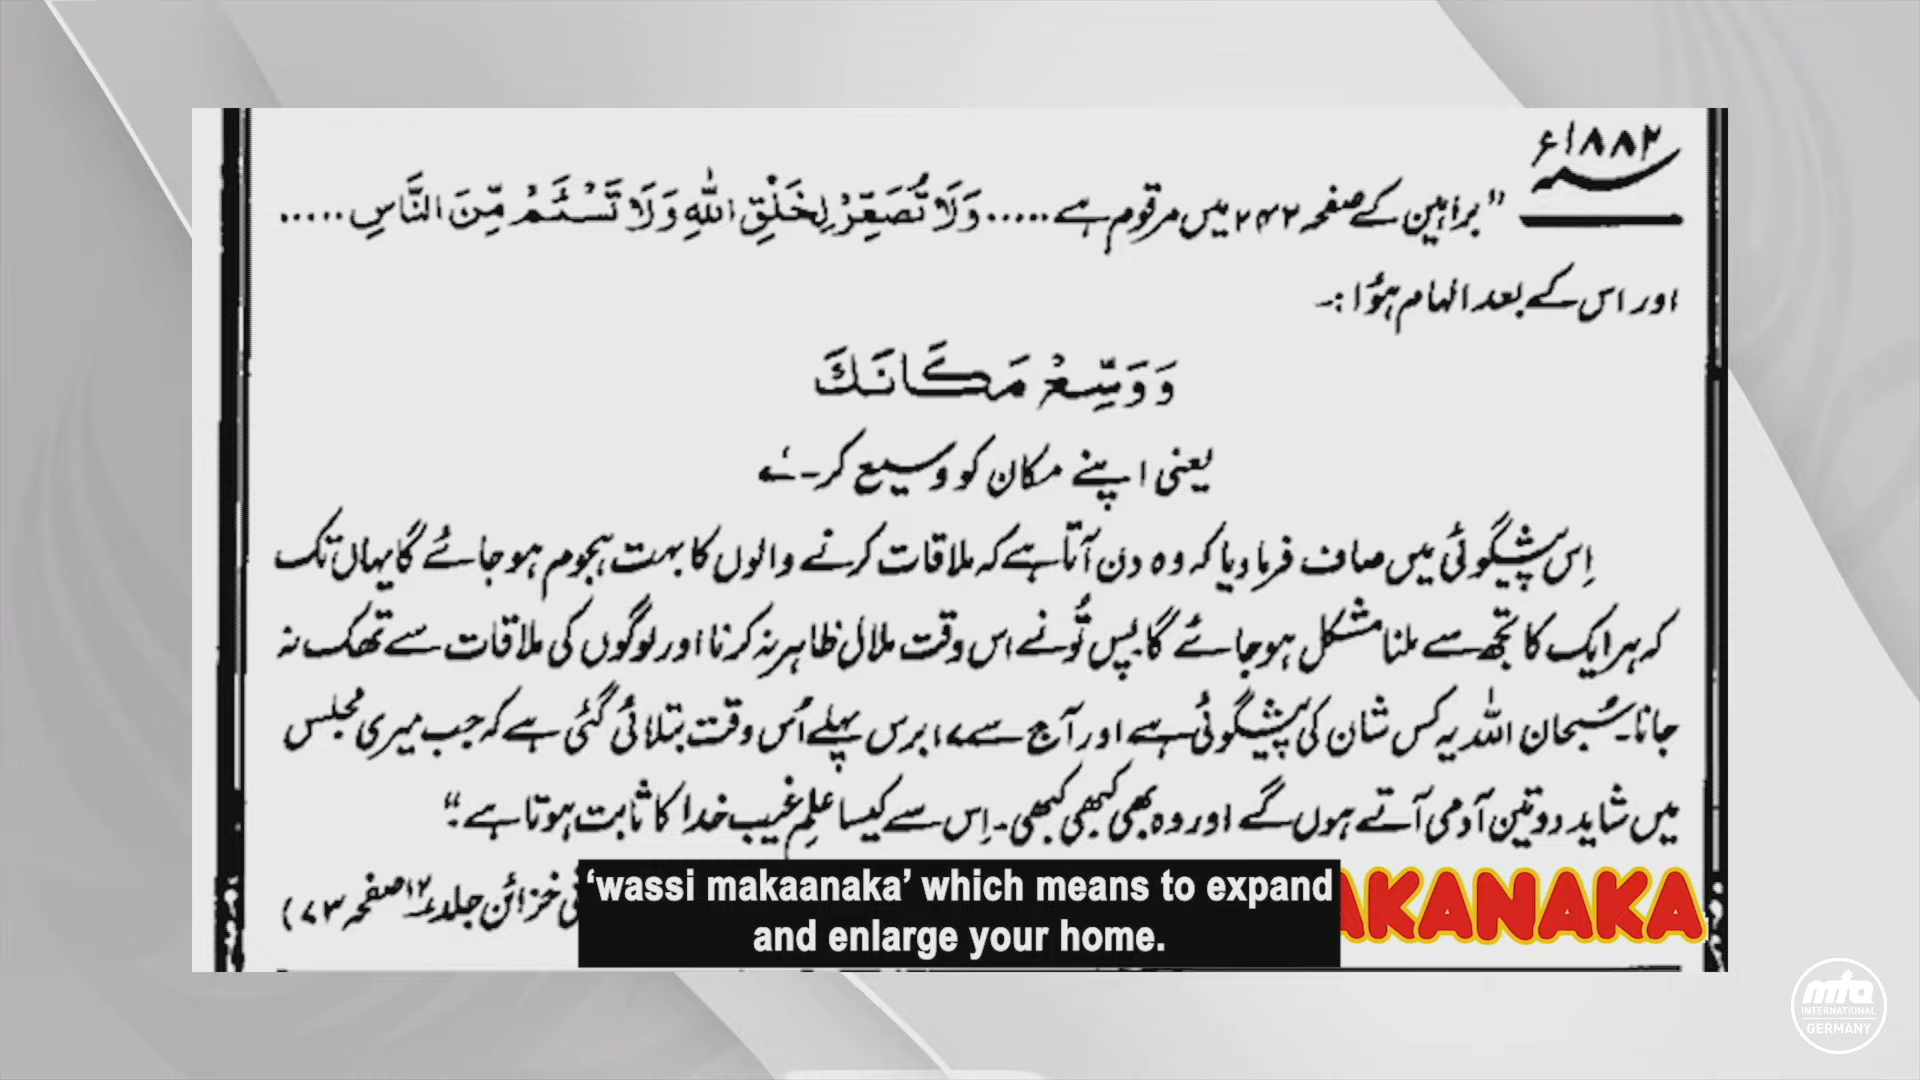 ۱۸۸۲ء
"براہین کے صفحہ ۲۴۲ میں مرقوم ہے ..... وَلَا تُصَعِّرْ لِخَلْقِ اللّٰهِ وَلَا تَسْئَمْ مِّنَ النَّاسِ .....
اور اس کے بعد الہام ہؤا :۔
وَ وَسِّعْ مَكَانَكَ
یعنی اپنے مکان کو وسیع کر۔لے
اِس پیشگوئی میں صاف فرما دیا کہ وہ دن آتا ہے کہ ملاقات کرنے والوں کا بہت ہجوم ہو جائے گا یہاں تک
کہ ہر ایک کا تجھ سے ملنا مشکل ہو جائے گا۔ پس تُو نے اس وقت ملال ظاہر نہ کرنا اور لوگوں کی ملاقات سے تھک نہ
جانا۔ سُبحان اللّٰہ یہ کس شان کی پیشگوئی ہے اور آج سے ۱۷ برس پہلے اُس وقت بتلائی گئی ہے کہ جب میری مجلس
میں شاید دو تین آدمی آتے ہوں گے اور وہ بھی کبھی کبھی۔ اِس سے کیسا علمِ غیب خدا کا ثابت ہوتا ہے۔"
خزائن جلد ۱۲ صفحہ ۷۳)
AKANAKA
‘wassi makaanaka’ which means to expand
and enlarge your home.
mta
INTERNATIONAL
GERMANY